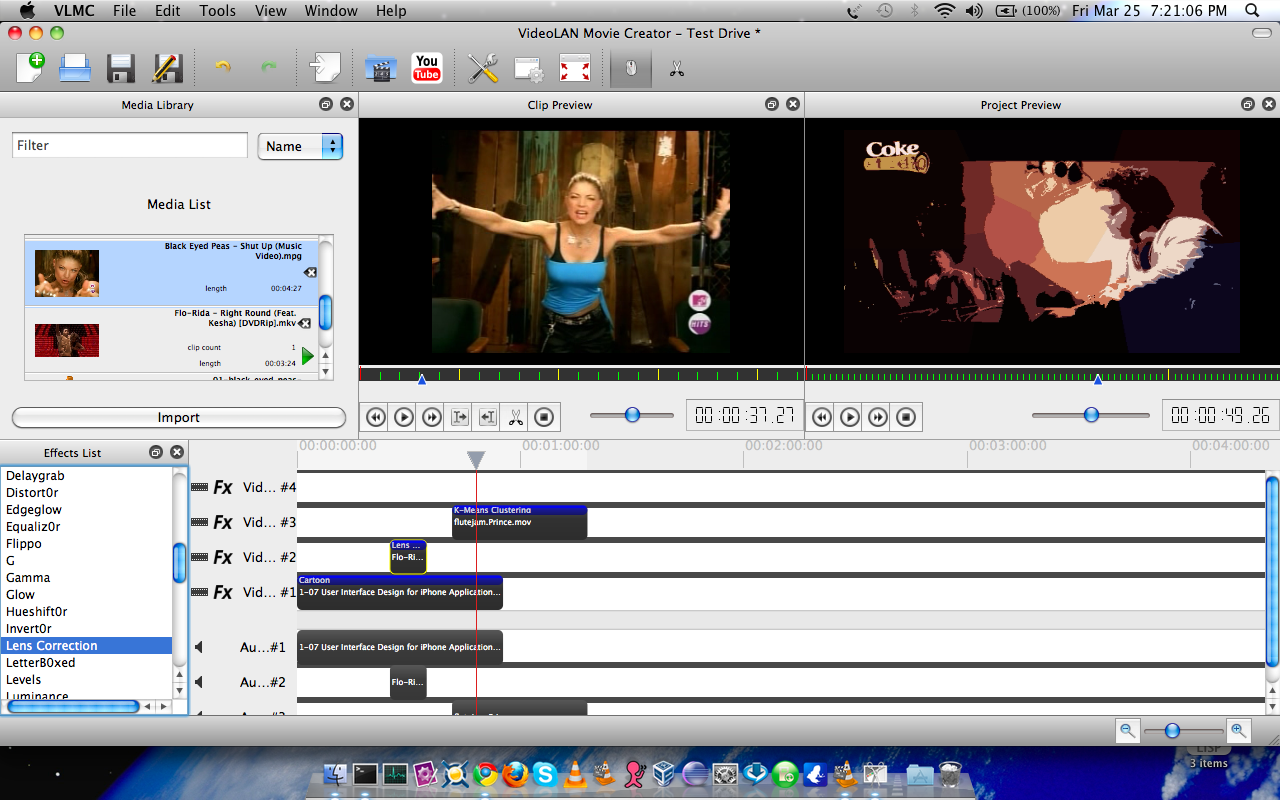 VLMC File Edit Tools View Window Help (100%) Fri Mar 25 7:21:06 PM
VideoLAN Movie Creator – Test Drive *
You
Tube
Media Library
Filter
Name
Media List
Black Eyed Peas – Shut Up (Music
Video).mpg
length 00:04:27
Flo-Rida – Right Round (Feat.
Kesha) [DVDRip].mkv
clip count 1
length 00:03:24
Import
Clip Preview
HITS
00:00:37.27
Project Preview
Coke
00:00:49.26
Effects List
Delaygrab
Distort0r
Edgeglow
Equaliz0r
Flippo
G
Gamma
Glow
Hueshift0r
Invert0r
Lens Correction
LetterB0xed
Levels
Luminance
00:00:00:00 00:01:00:00 00:02:00:00 00:03:00:00 00:04:00:00
Fx Vid... #4
Fx Vid... #3
K-Means Clustering
flutejam.Prince.mov
Fx Vid... #2
Lens ...
Flo-Ri...
Fx Vid... #1
Cartoon
1-07 User Interface Design for iPhone Application...
Au...#1
1-07 User Interface Design for iPhone Application...
Au...#2
Flo-Ri...
LISP
3 items